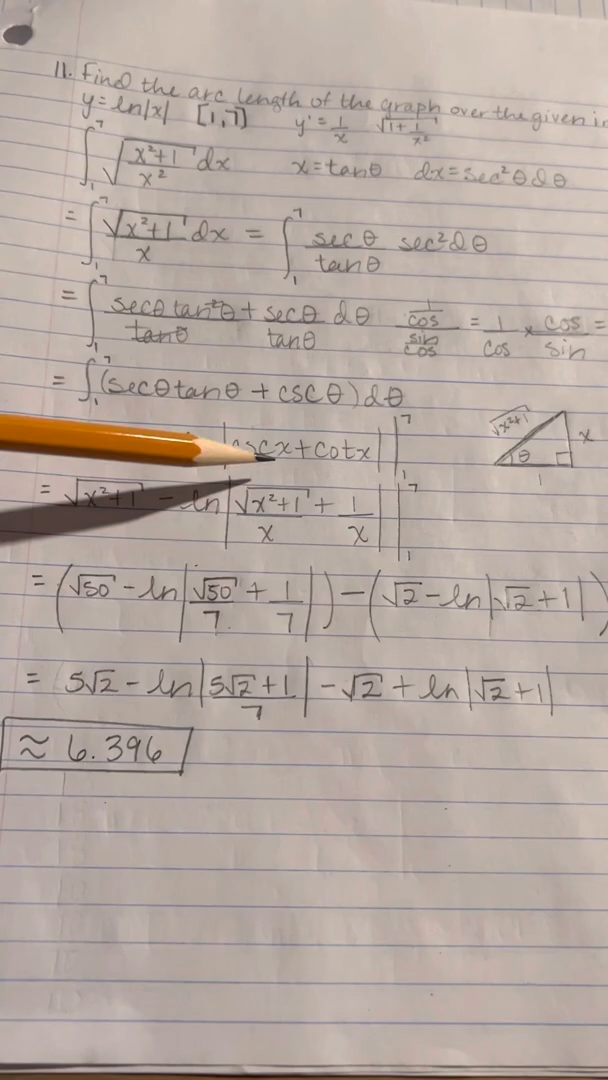 11. Find the arc length of the graph over the given in
y = ln|x| [1,7] y' = 1/x √(1 + 1/x²)
∫₁⁷ √((x²+1)/x²) dx x = tanθ dx = sec²θ dθ
= ∫₁⁷ √(x²+1)/x dx = ∫₁⁷ secθ/tanθ sec² dθ
= ∫₁⁷ secθ tan²θ/tanθ + secθ/tanθ dθ (1/cos)/(sin/cos) = 1/cos × cos/sin =
= ∫₁⁷ (secθ tanθ + cscθ) dθ
|cscx + cotx| |₁⁷ √(x²+1) x θ 1
= √(x²+1) - ln|√(x²+1)/x + 1/x| |₁⁷
= (√50 - ln|√50/7 + 1/7|) - (√2 - ln|√2 + 1|)
= 5√2 - ln|(5√2 + 1)/7| - √2 + ln|√2 + 1|
≈ 6.396